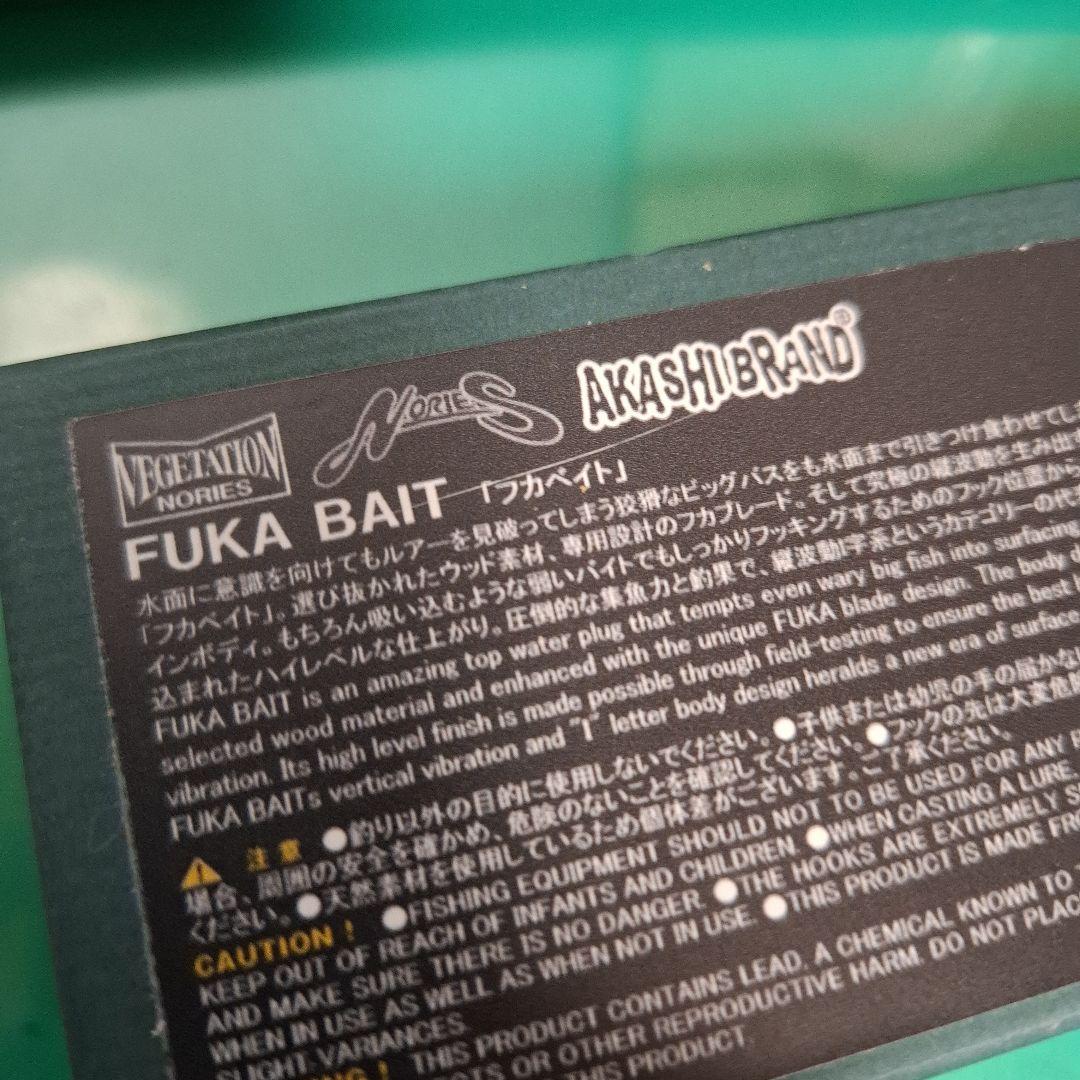 VEGETATION
NORIES
NORIES
AKASHI BRAND®
FUKA BAIT 「フカベイト」
水面に意識を向けてもルアーを見破ってしまう狡猾なビッグバスをも水面まで引きつけ食わせてしま
「フカベイト」。選び抜かれたウッド素材、専用設計のフカブレード。そして究極の縦波動を生み出す
インボディ。もちろん吸い込むような弱いバイトでもしっかりフッキングするためのフック位置から
込まれたハイレベルな仕上がり。圧倒的な集魚力と釣果で、縦波動I字系というカテゴリーの代
FUKA BAIT is an amazing top water plug that tempts even wary big fish into surfacing
selected wood material and enhanced with the unique FUKA blade design. The body d
vibration. Its high level finish is made possible through field-testing to ensure the best
FUKA BAITs vertical vibration and "I" letter body design heralds a new era of surface
⚠ 注意 ●釣り以外の目的に使用しないでください。●子供または幼児の手の届かない
場合、周囲の安全を確かめ、危険のないことを確認してください。●フックの先は大変危険
ください。●天然素材を使用しているため個体差がございます。ご了承ください。
CAUTION! ●FISHING EQUIPMENT SHOULD NOT TO BE USED FOR ANY
KEEP OUT OF REACH OF INFANTS AND CHILDREN. ●WHEN CASTING A LURE,
AND MAKE SURE THERE IS NO DANGER. ●THE HOOKS ARE EXTREMELY
WHEN IN USE AS WELL AS WHEN NOT IN USE. ●THIS PRODUCT IS MADE FR
SLIGHT VARIANCES.
! THIS PRODUCT CONTAINS LEAD, A CHEMICAL KNOWN TO
OR OTHER REPRODUCTIVE HARM. DO NOT PLAC
THIS PRODUCT.